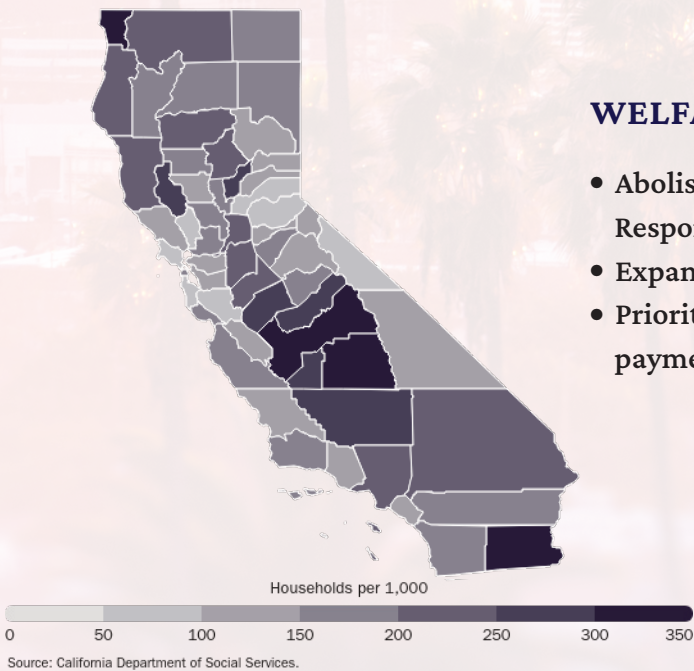 WELFA
• Abolis
Respo
• Expan
• Priorit
payme
Households per 1,000
0 50 100 150 200 250 300 350
Source: California Department of Social Services.